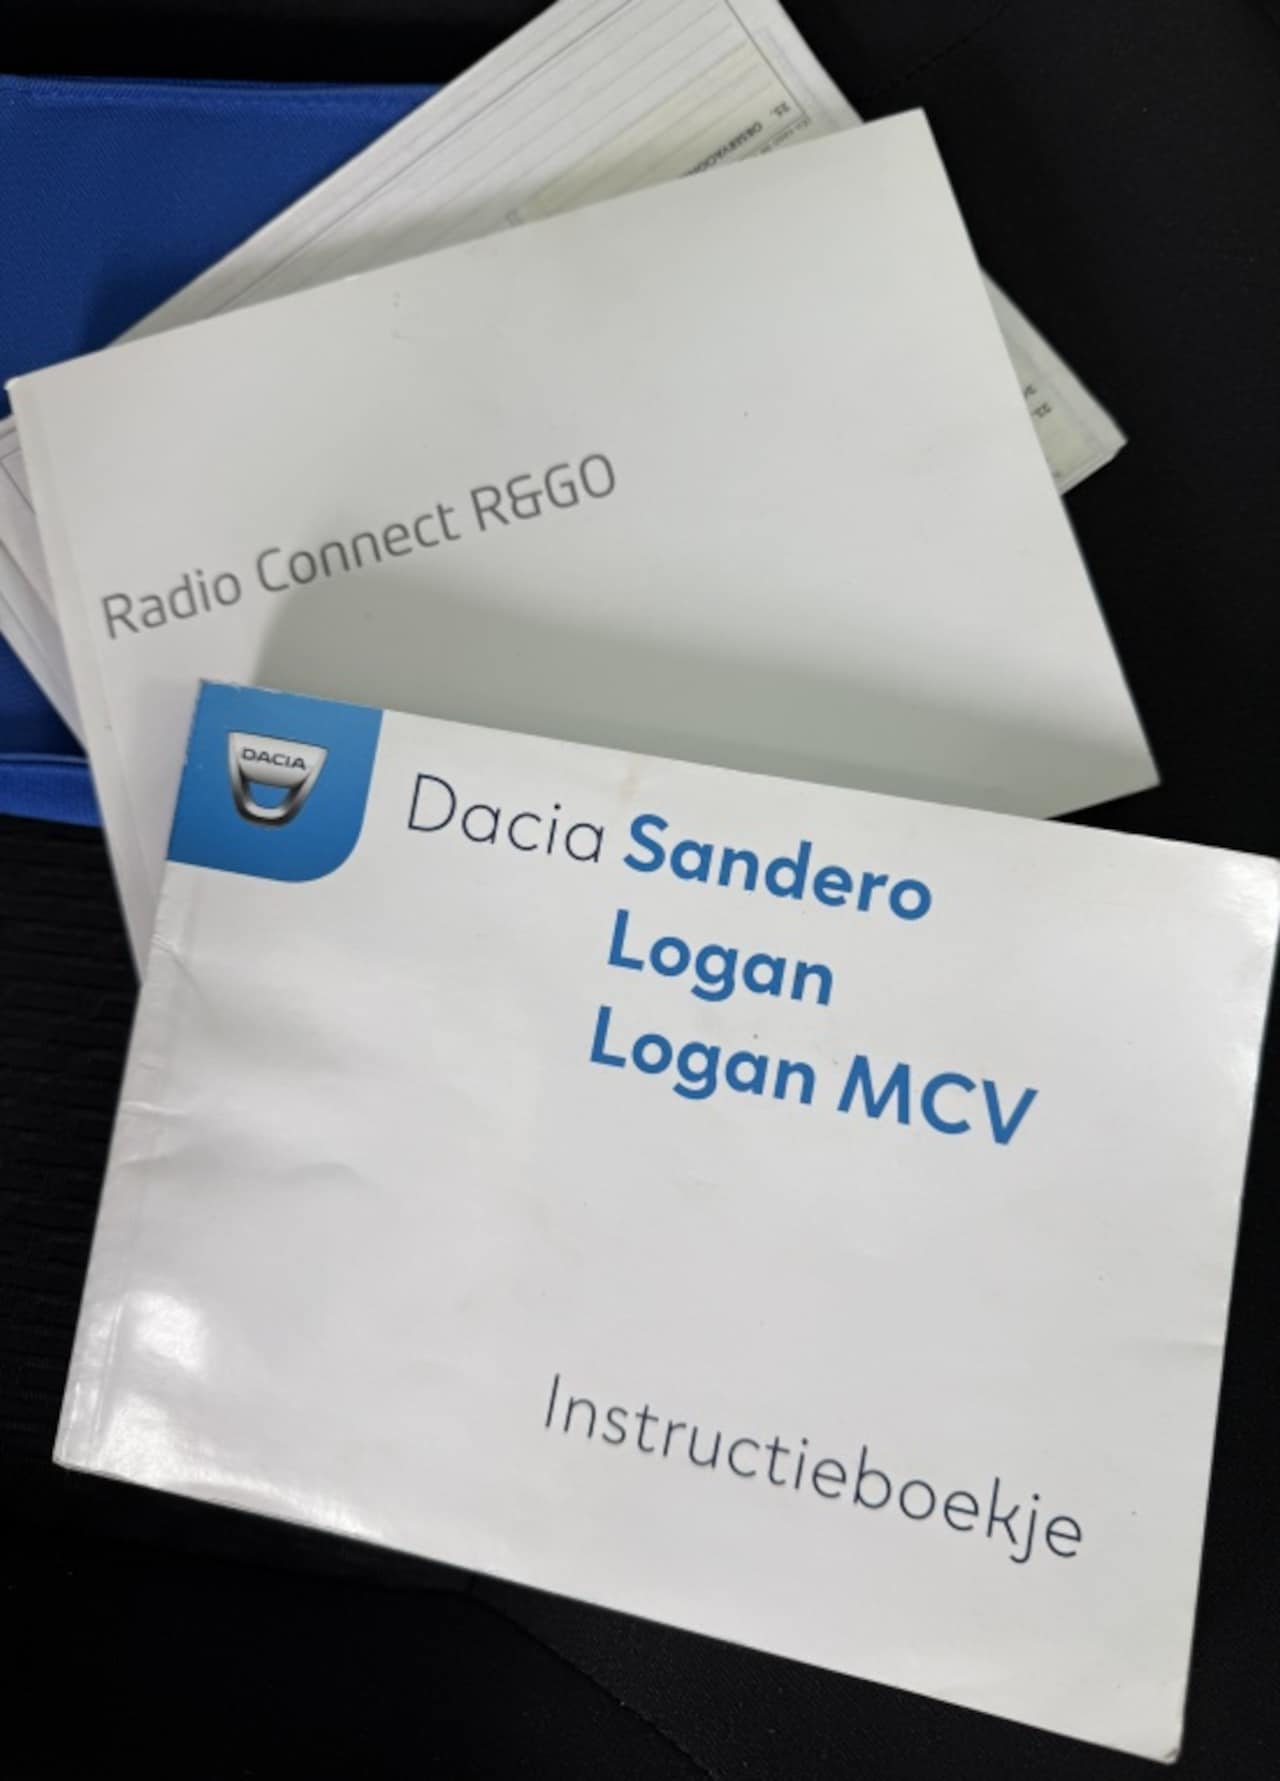 Radio Connect R&GO
DACIA
Dacia Sandero
Logan
Logan MCV
Instructieboekje